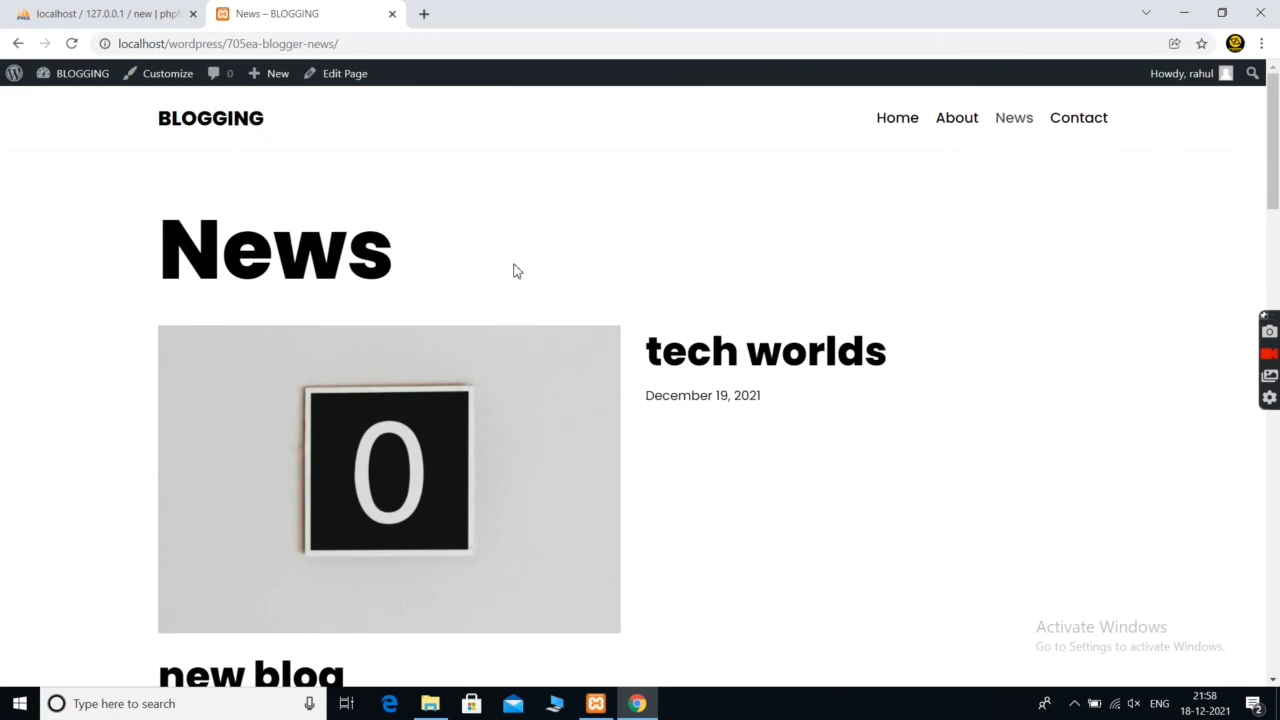 localhost / 127.0.0.1 / new | phpM
News – BLOGGING
localhost/wordpress/705ea-blogger-news/
BLOGGING
Customize
0
New
Edit Page
Howdy, rahul
BLOGGING
Home
About
News
Contact
News
0
tech worlds
December 19, 2021
new blog
Activate Windows
Go to Settings to activate Windows.
Type here to search
ENG
21:58
18-12-2021
2